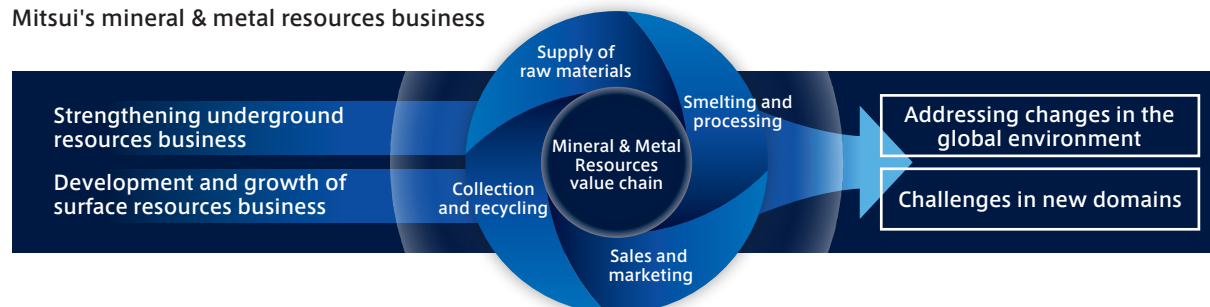 Mitsui's mineral & metal resources business
Strengthening underground
resources business
Development and growth of
surface resources business
Supply of
raw materials
Smelting and
processing
Mineral & Metal
Resources
value chain
Collection
and recycling
Sales and
marketing
Addressing changes in the
global environment
Challenges in new domains